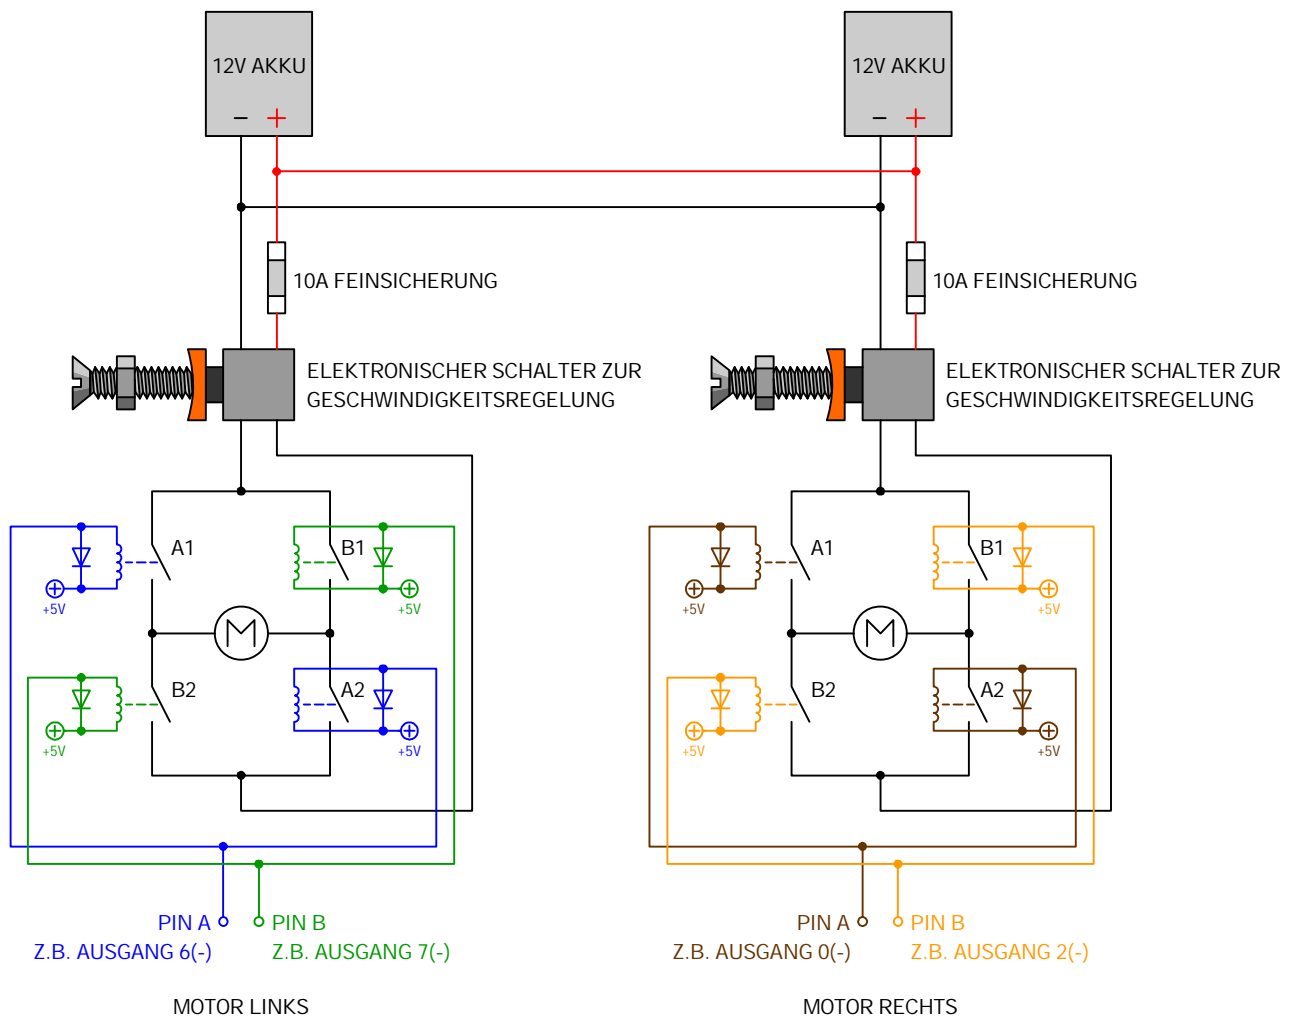 12V AKKU
− +
12V AKKU
− +
10A FEINSICHERUNG
10A FEINSICHERUNG
ELEKTRONISCHER SCHALTER ZUR
GESCHWINDIGKEITSREGELUNG
ELEKTRONISCHER SCHALTER ZUR
GESCHWINDIGKEITSREGELUNG
A1
B1
+5V
+5V
M
B2
A2
+5V
+5V
A1
B1
+5V
+5V
M
B2
A2
+5V
+5V
PIN A
Z.B. AUSGANG 6(-)
PIN B
Z.B. AUSGANG 7(-)
PIN A
Z.B. AUSGANG 0(-)
PIN B
Z.B. AUSGANG 2(-)
MOTOR LINKS
MOTOR RECHTS